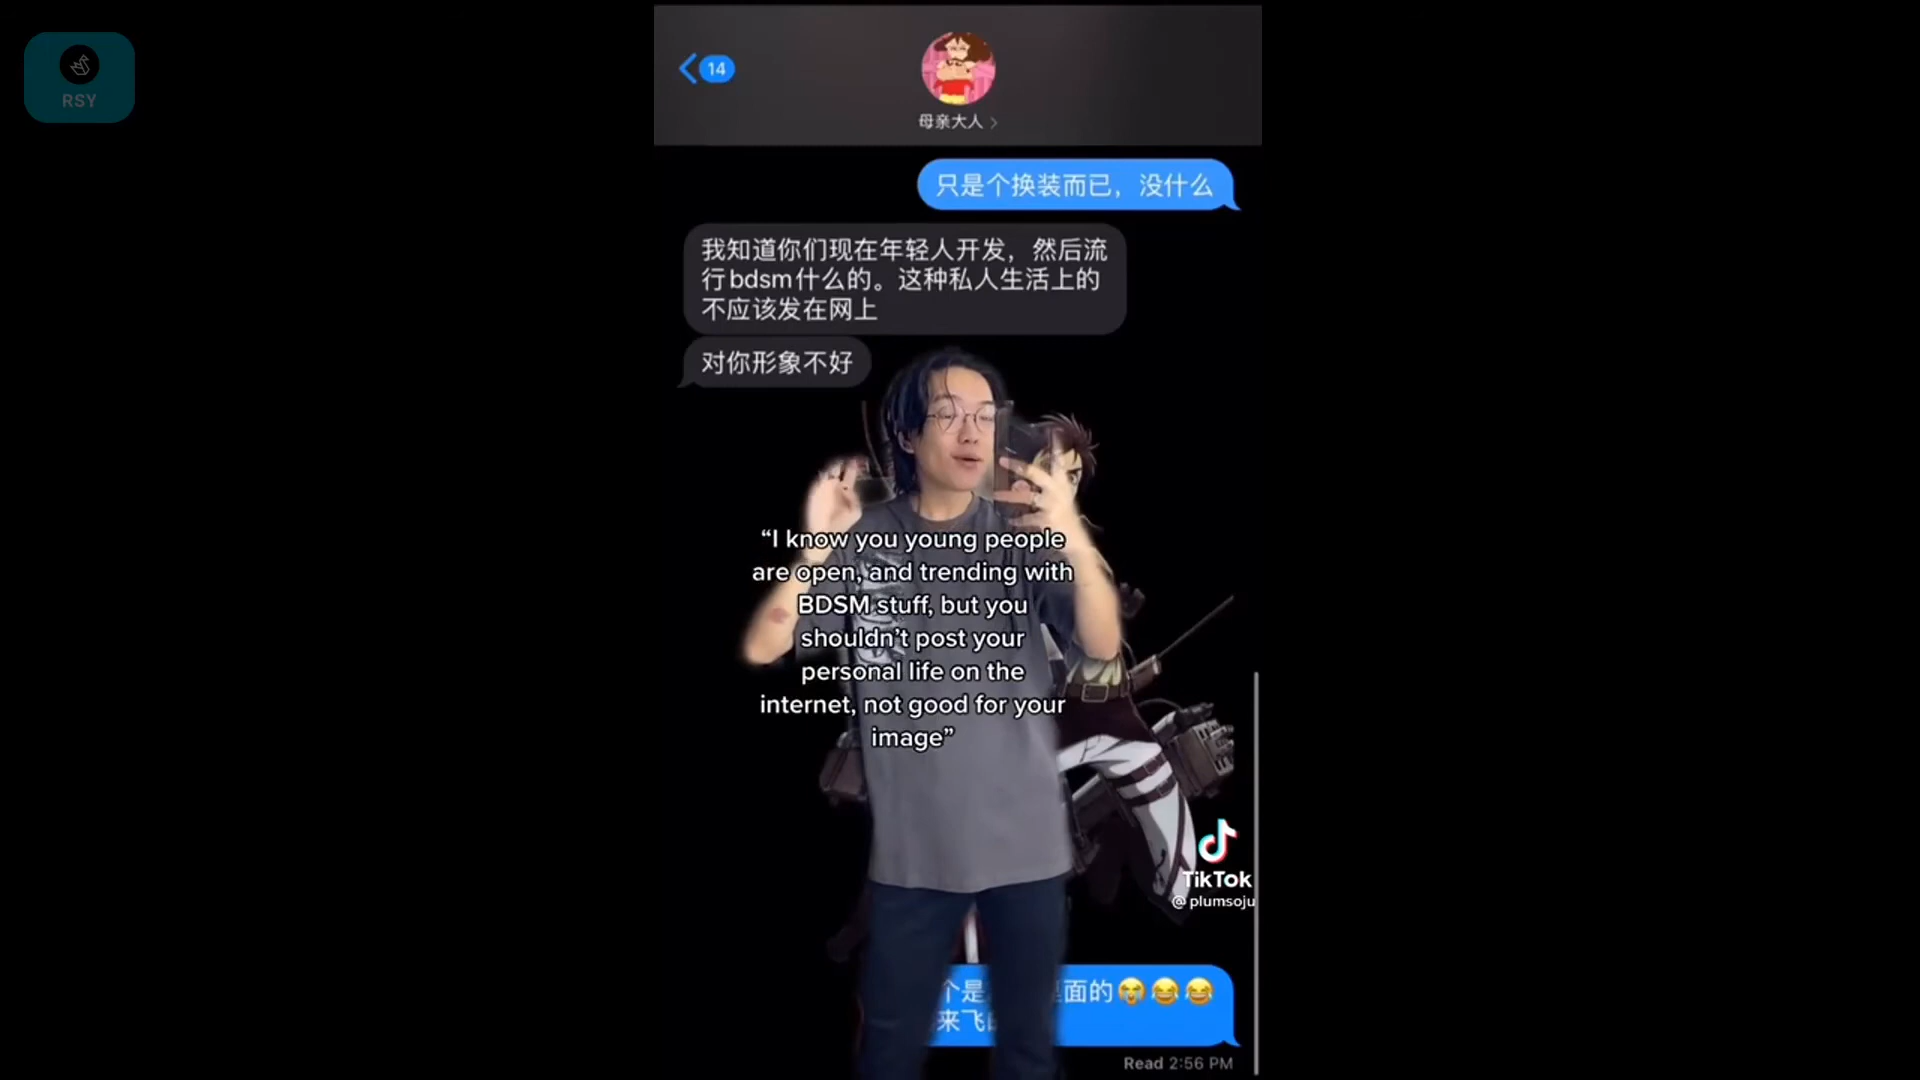 RSY
14
母亲大人
只是个换装而已，没什么
我知道你们现在年轻人开发，然后流
行bdsm什么的。这种私人生活上的
不应该发在网上
对你形象不好
“I know you young people
are open, and trending with
BDSM stuff, but you
shouldn’t post your
personal life on the
internet, not good for your
image”
TikTok
@plumsoju
个是
面的😭😂😂
来飞
Read 2:56 PM